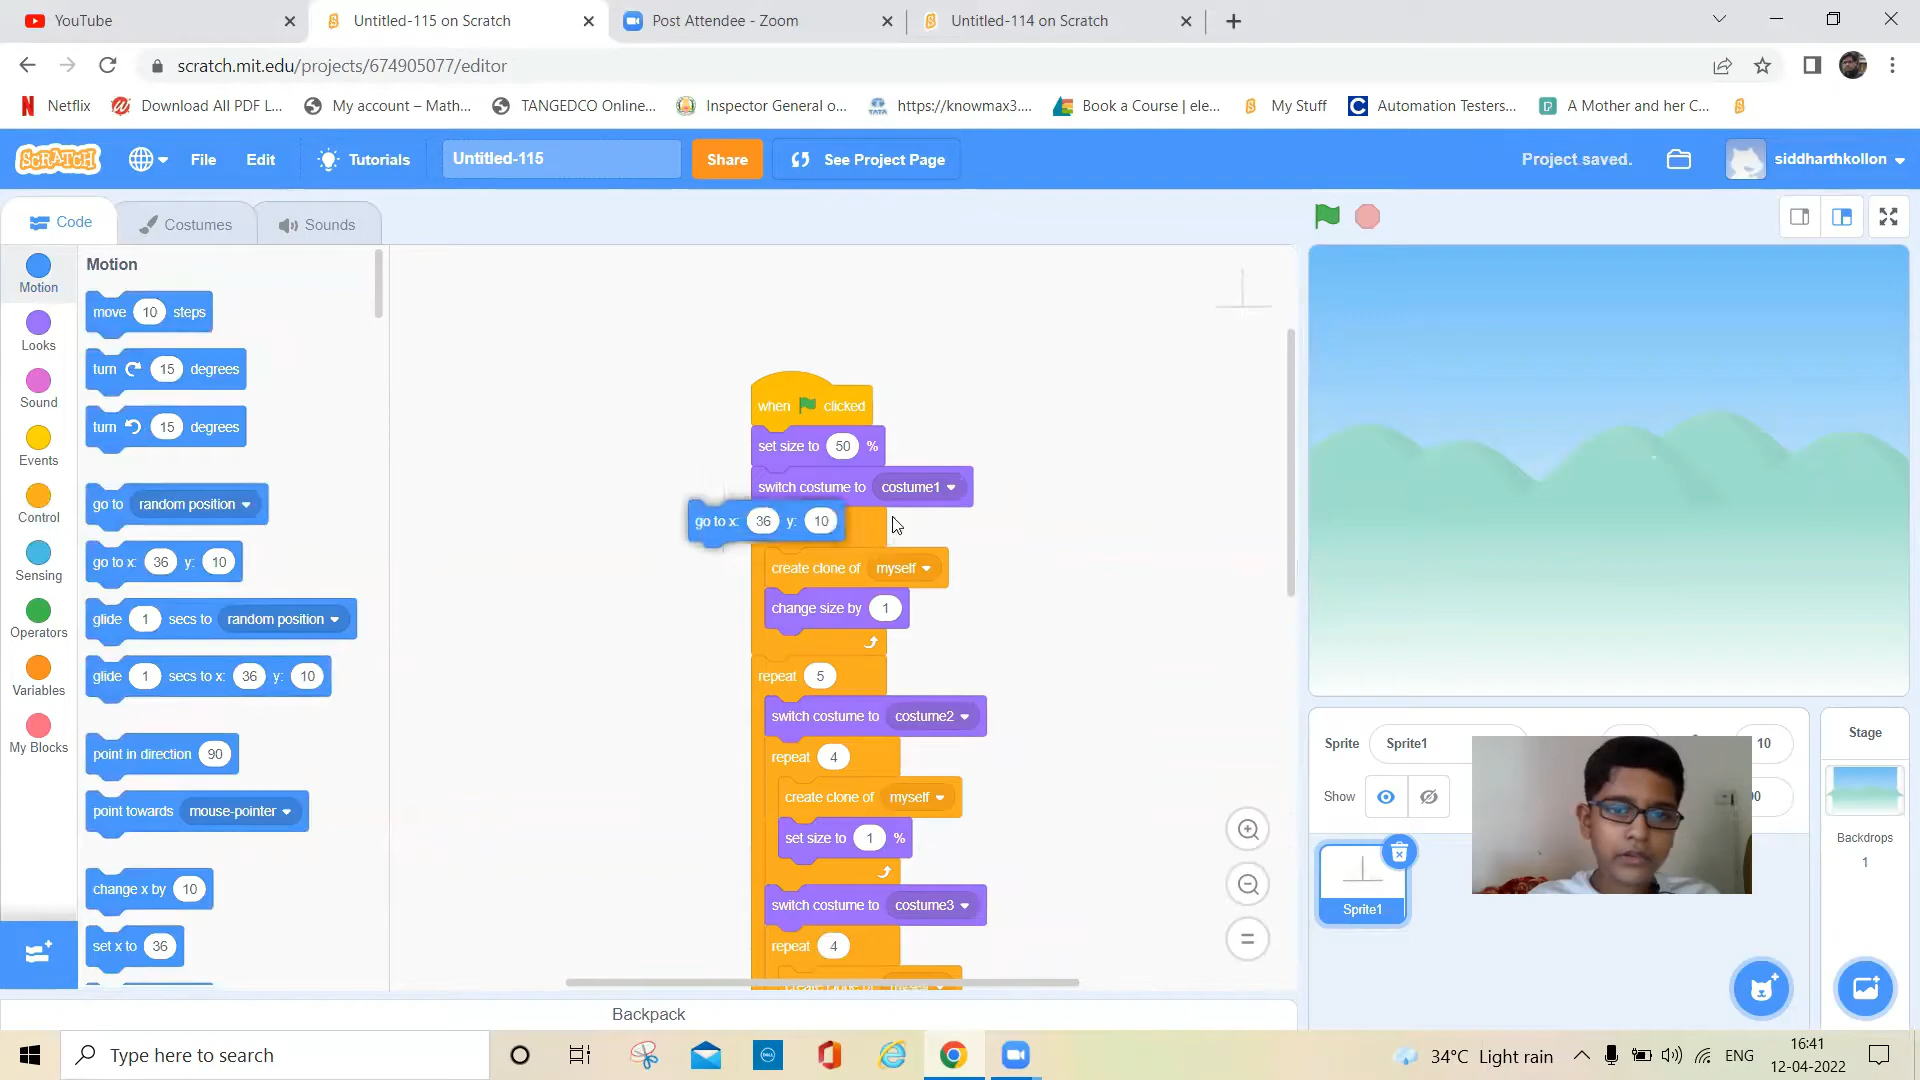 YouTube
Untitled-115 on Scratch
Post Attendee - Zoom
Untitled-114 on Scratch
scratch.mit.edu/projects/674905077/editor
Netflix
Download All PDF L...
My account – Math...
TANGEDCO Online...
Inspector General o...
TATA
https://knowmax3....
Book a Course | ele...
My Stuff
Automation Testers...
A Mother and her C...
SCRATCH
File
Edit
Tutorials
Untitled-115
Share
See Project Page
Project saved.
siddharthkollon
Code
Costumes
Sounds
Motion
Looks
Sound
Events
Control
Sensing
Operators
Variables
My Blocks
Motion
move 10 steps
turn 15 degrees
turn 15 degrees
go to random position
go to x: 36 y: 10
glide 1 secs to random position
glide 1 secs to x: 36 y: 10
point in direction 90
point towards mouse-pointer
change x by 10
set x to 36
when clicked
set size to 50 %
switch costume to costume1
go to x: 36 y: 10
create clone of myself
change size by 1
repeat 5
switch costume to costume2
repeat 4
create clone of myself
set size to 1 %
switch costume to costume3
repeat 4
Sprite
Sprite1
10
Show
Sprite1
Stage
Backdrops
1
Backpack
Type here to search
34°C Light rain
ENG
16:41
12-04-2022